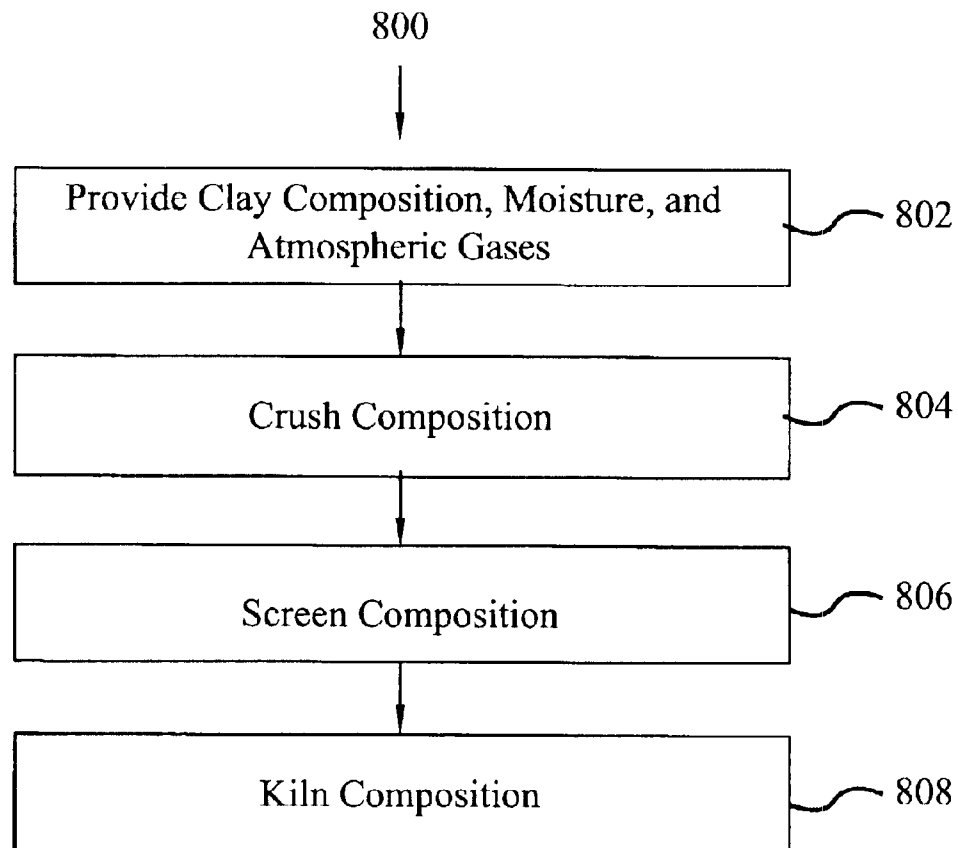 800
Provide Clay Composition, Moisture, and
Atmospheric Gases
802
Crush Composition
804
Screen Composition
806
Kiln Composition
808